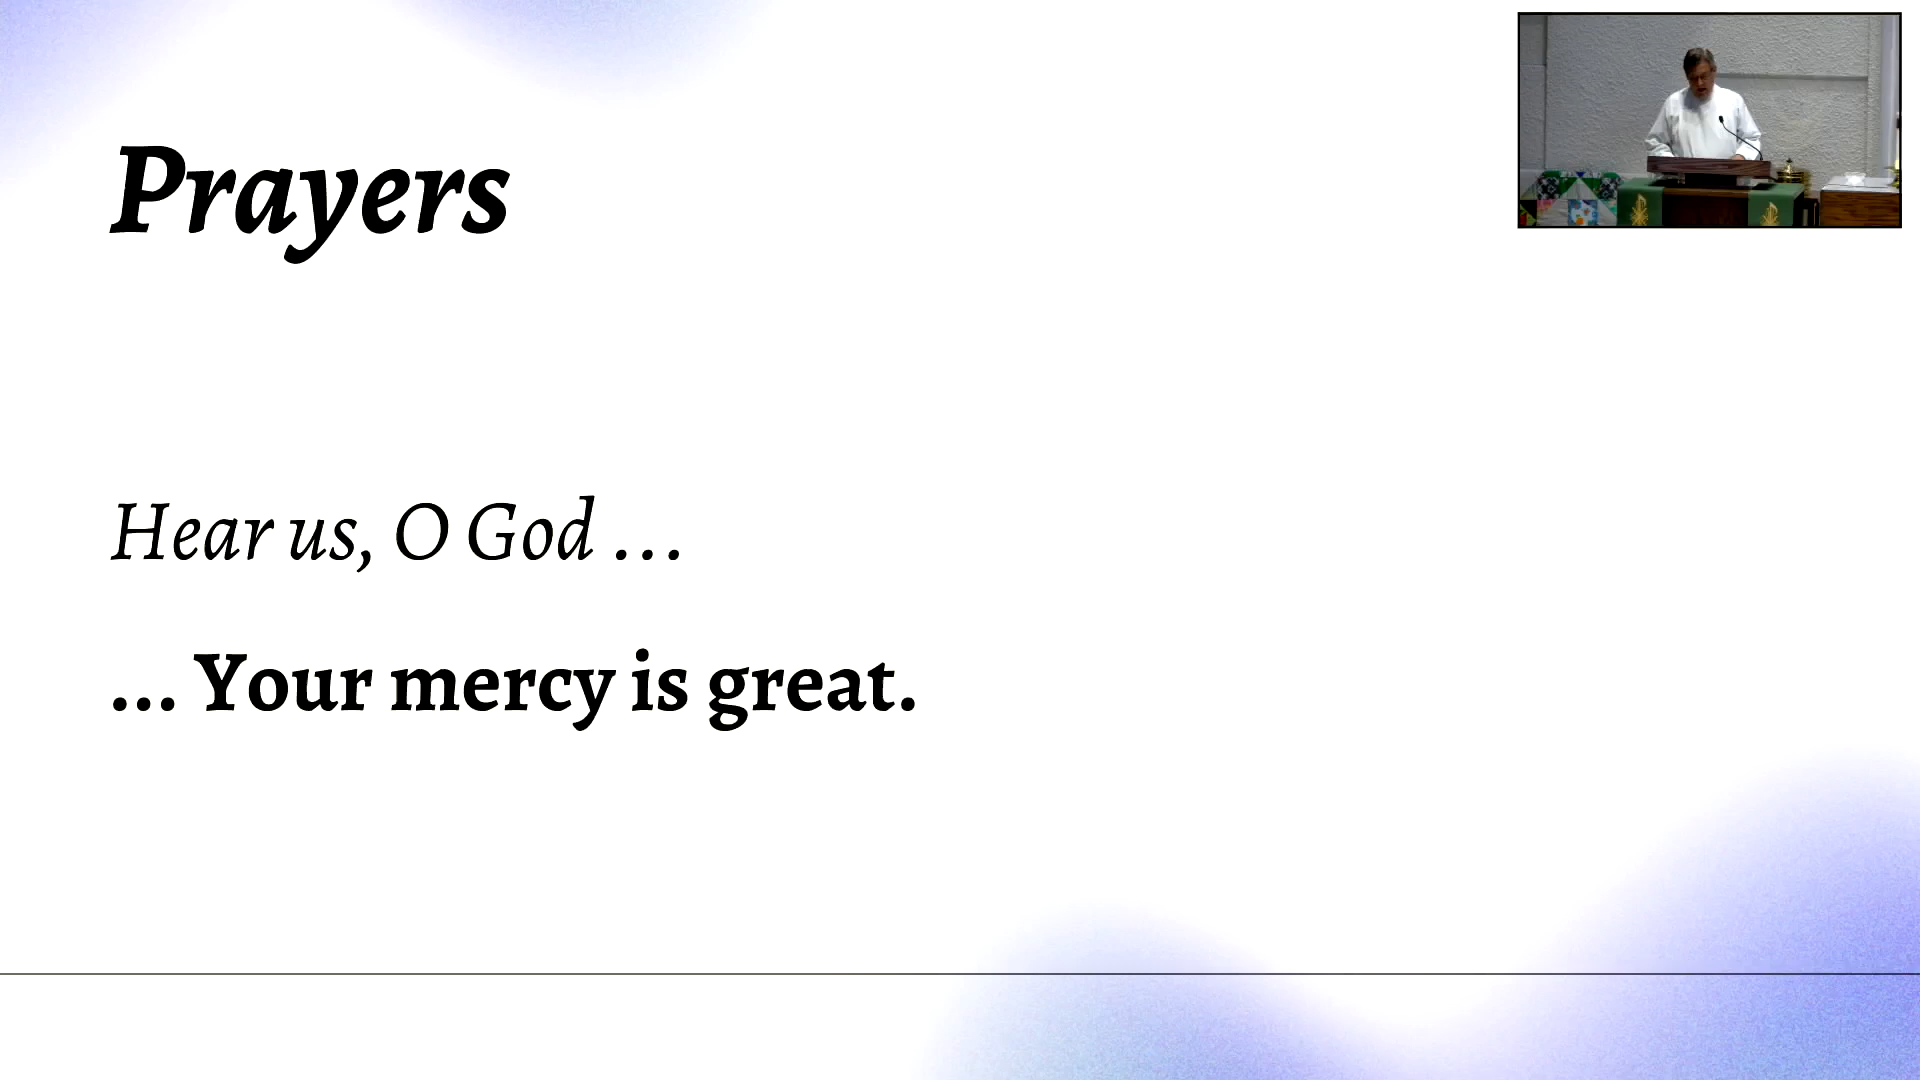 Prayers
Hear us, O God …
… Your mercy is great.